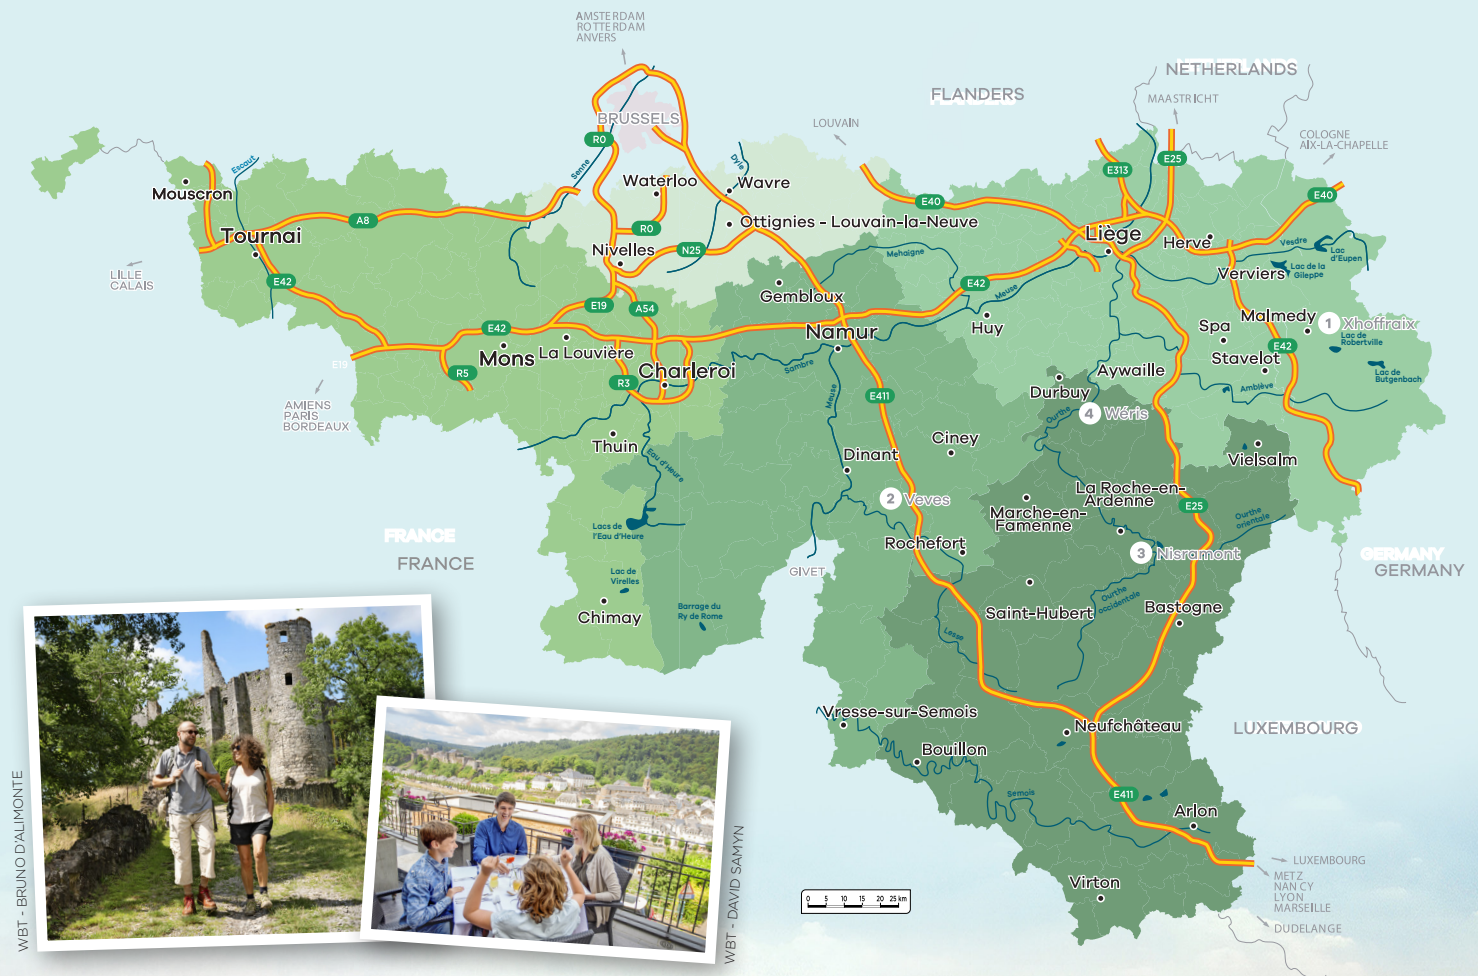 AMSTERDAM
ROTTERDAM
ANVERS
NETHERLANDS
FLANDERS
MAASTRICHT
BRUSSELS
LOUVAIN
COLOGNE
AIX-LA-CHAPELLE
R0
E25
E313
Escaut
Senne
Dyle
Mouscron
Waterloo
Wavre
E40
E40
A8
Tournai
R0
Ottignies - Louvain-la-Neuve
Liège
Herve
Nivelles
N25
Mehaigne
Vesdre
Lac
d'Eupen
LILLE
CALAIS
E42
Verviers
Lac de la
Gileppe
Gembloux
E42
Meuse
E19
A54
Spa
Malmedy
1 Xhoffraix
E42
Mons
La Louvière
Namur
Huy
Lac de
Robertville
E19
Stavelot
E42
R5
R3
Charleroi
Sambre
Aywaille
Lac de
Butgenbach
Meuse
E411
Durbuy
Amblève
AMIENS
PARIS
BORDEAUX
Ourthe
4 Wéris
Thuin
Ciney
Dinant
Vielsalm
Eau d'Heure
La Roche-en-
Ardenne
2 Veves
Marche-en-
Famenne
E25
Ourthe
orientale
Lacs de
l'Eau d'Heure
FRANCE
FRANCE
Rochefort
3 Nisramont
GERMANY
GERMANY
GIVET
Lac de
Virelles
Chimay
Barrage du
Ry de Rome
Saint-Hubert
Ourthe
occidentale
Bastogne
Lesse
Vresse-sur-Semois
Neufchâteau
LUXEMBOURG
Bouillon
Semois
E411
Arlon
LUXEMBOURG
METZ
NANCY
LYON
MARSEILLE
DUDELANGE
Virton
0 5 10 15 20 25 km
WBT - BRUNO D'ALIMONTE
WBT - DAVID SAMYN